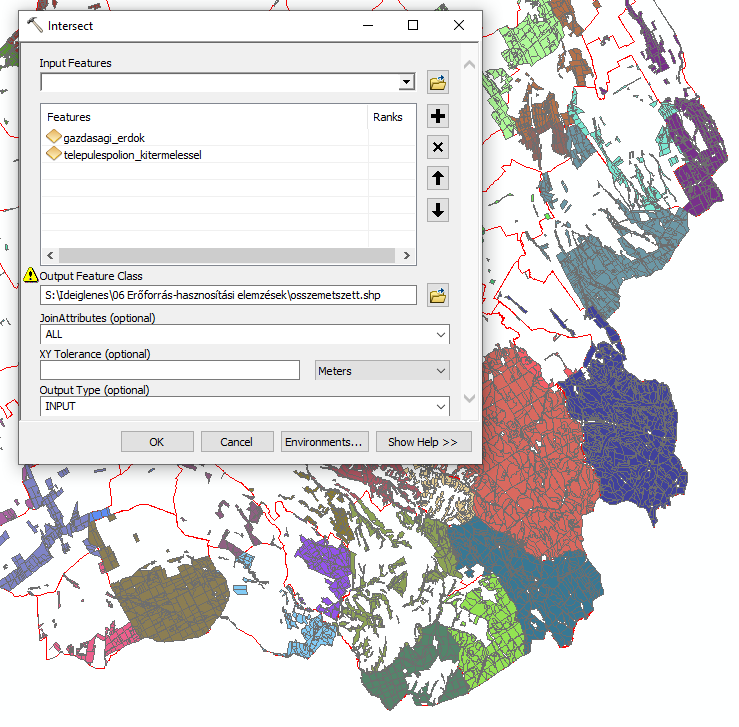 Intersect
Input Features
Features Ranks
gazdasagi_erdok
telepulespolion_kitermelessel
Output Feature Class
S:\Ideiglenes\06 Erőforrás-hasznosítási elemzések\osszemetszett.shp
JoinAttributes (optional)
ALL
XY Tolerance (optional)
Meters
Output Type (optional)
INPUT
OK Cancel Environments... Show Help >>